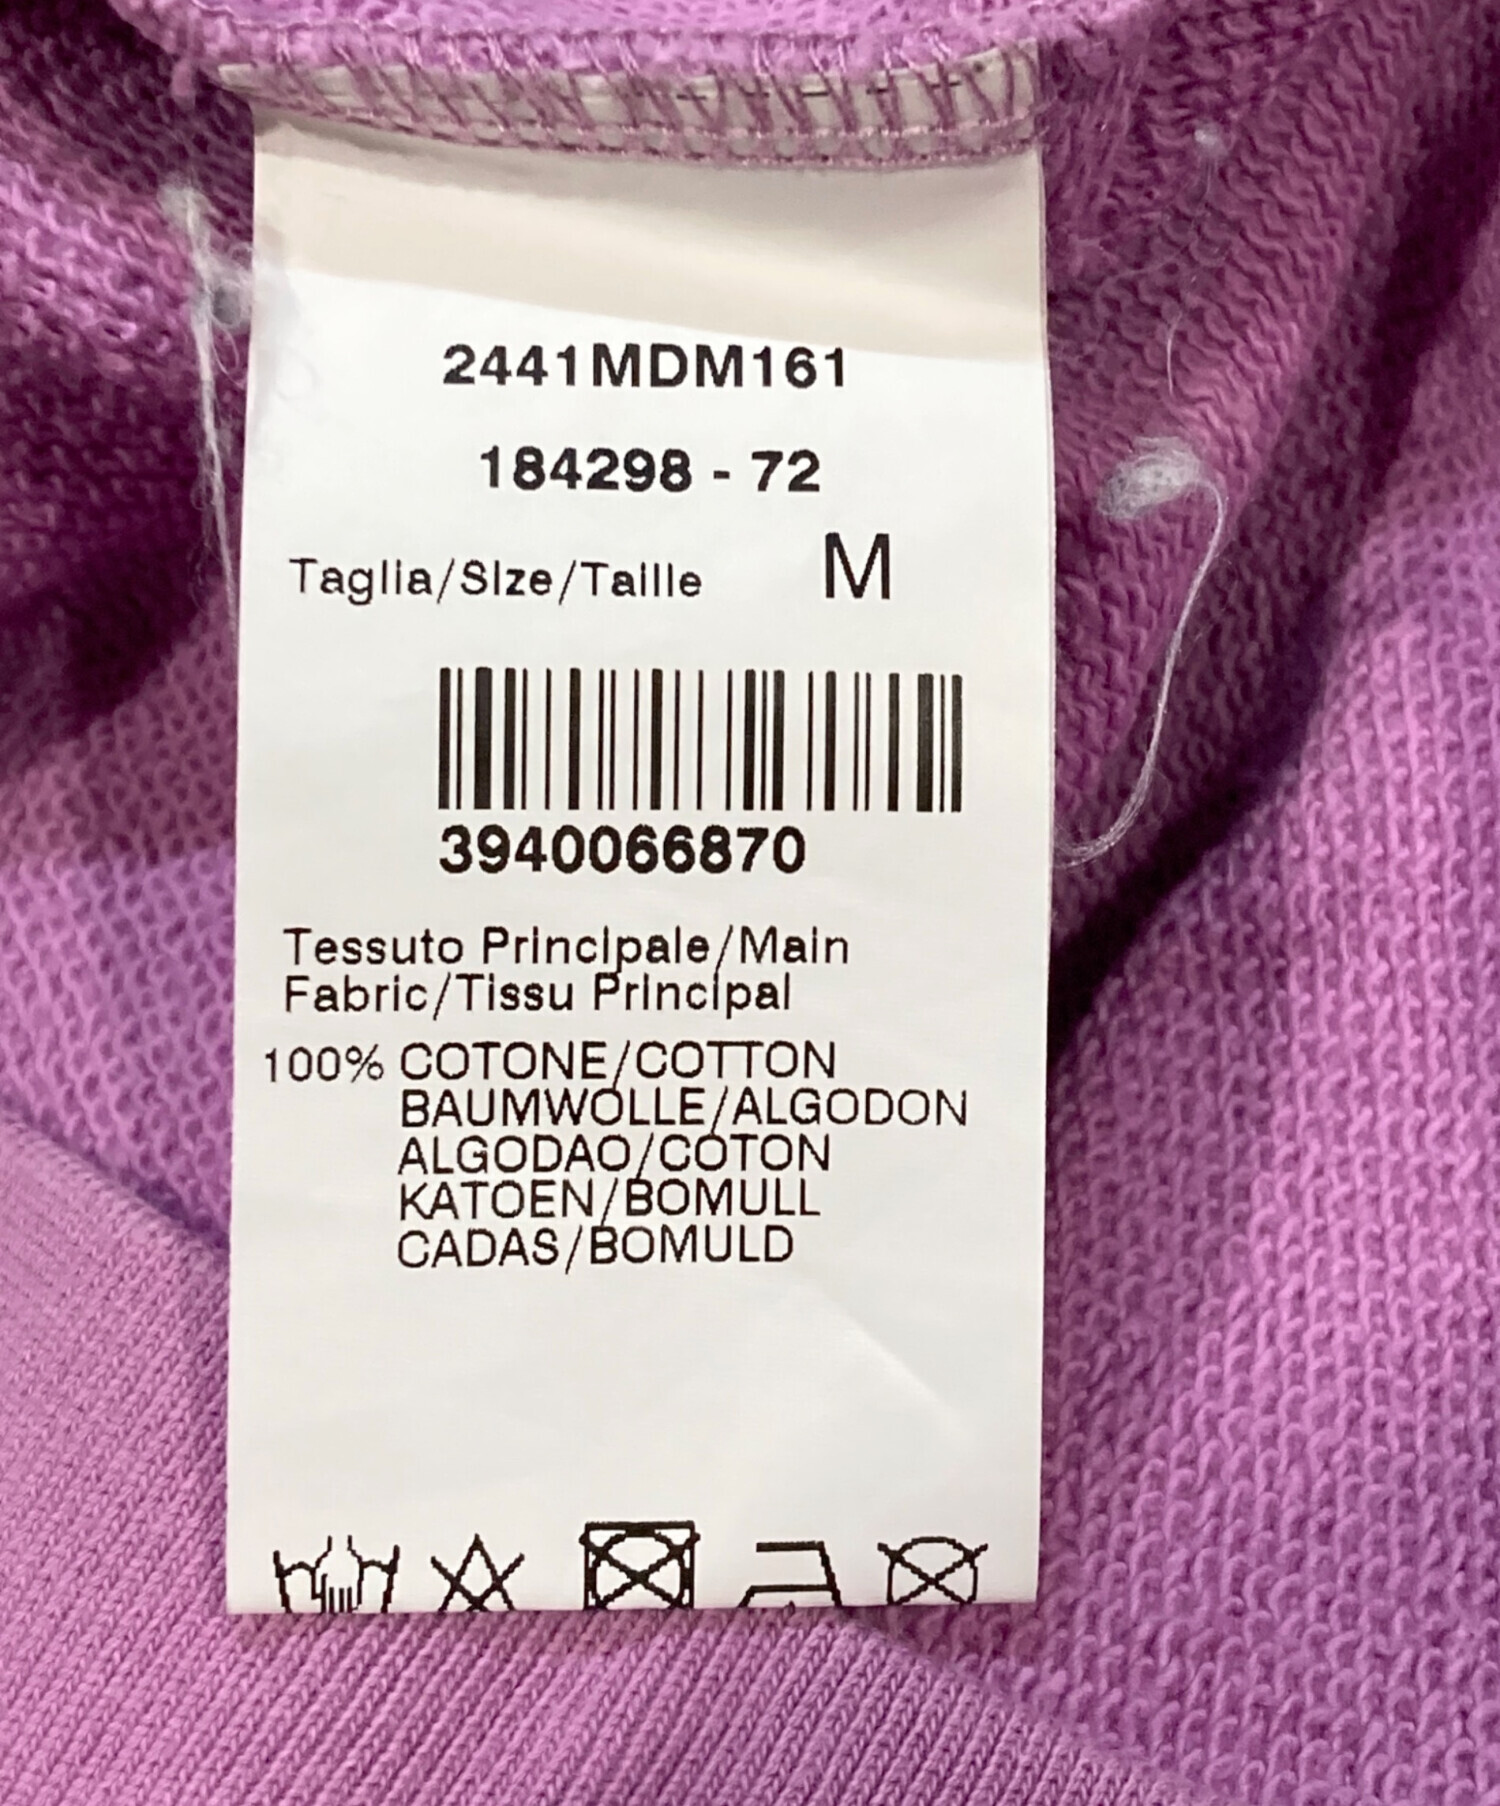 2441MDM161
184298 - 72
Taglia/Size/Taille M
3940066870
Tessuto Principale/Main
Fabric/Tissu Principal
100% COTONE/COTTON
BAUMWOLLE/ALGODON
ALGODAO/COTON
KATOEN/BOMULL
CADAS/BOMULD